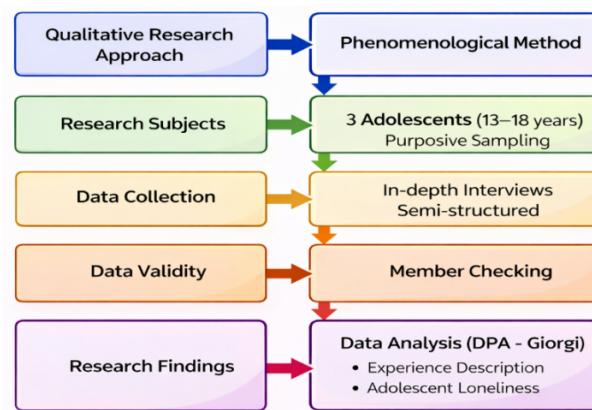 Qualitative Research
Approach
Phenomenological Method
Research Subjects
3 Adolescents (13–18 years)
Purposive Sampling
Data Collection
In-depth Interviews
Semi-structured
Data Validity
Member Checking
Research Findings
Data Analysis (DPA - Giorgi)
• Experience Description
• Adolescent Loneliness